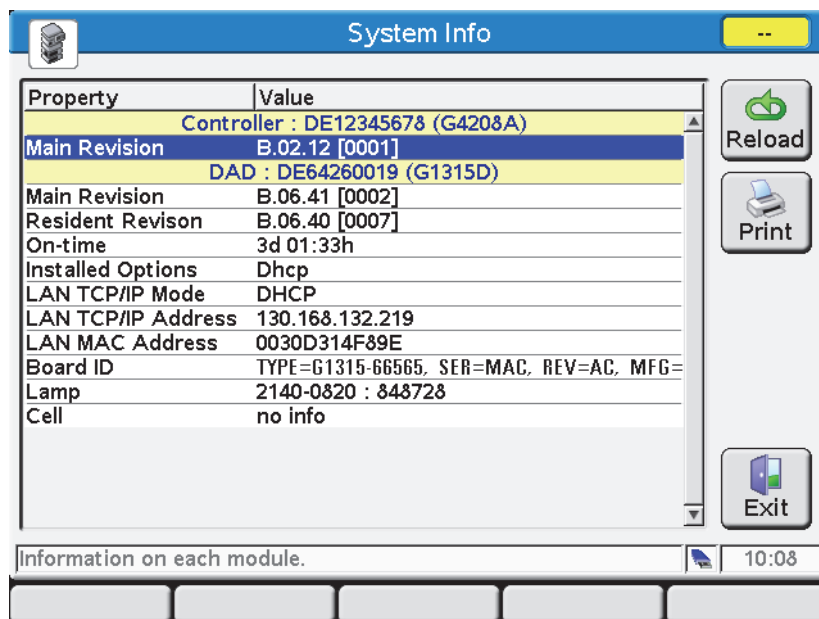 System Info
--
Property Value
Controller : DE12345678 (G4208A)
Main Revision B.02.12 [0001]
DAD : DE64260019 (G1315D)
Main Revision B.06.41 [0002]
Resident Revison B.06.40 [0007]
On-time 3d 01:33h
Installed Options Dhcp
LAN TCP/IP Mode DHCP
LAN TCP/IP Address 130.168.132.219
LAN MAC Address 0030D314F89E
Board ID TYPE=G1315-66565, SER=MAC, REV=AC, MFG=
Lamp 2140-0820 : 848728
Cell no info
Reload
Print
Exit
Information on each module.
10:08